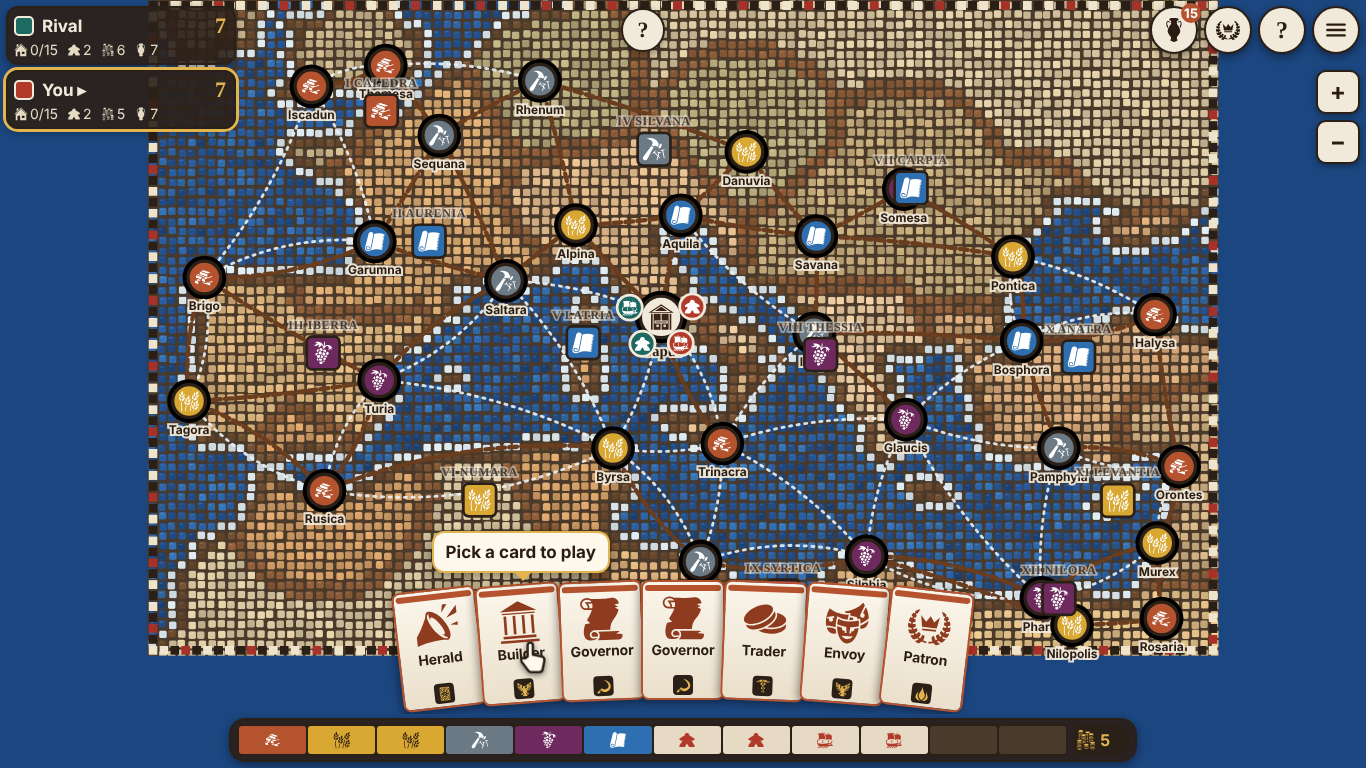 Rival 7
0/15 2 6 7
You ▸ 7
0/15 2 5 7
?
15
?
+
−
I CALEDRA
Iscadun
Rhenum
IV SILVANA
Sequana
VII CARPIA
Danuvia
II AURENIA
Somesa
Garumna
Alpina
Aquila
Savana
Pontica
Brigo
Saltara
V LATRIA
III IBERRA
VIII THESSIA
X ANATRA
Halysa
Bosphora
Turia
Tagora
Glaucis
VI NUMARA
Byrsa
Trinacra
XI LEVANTIA
Orontes
Rusica
Pick a card to play
IX SYRTICA
XII NILORA
Murex
Nilopolis
Rosaria
Herald
Builder
Governor
Governor
Trader
Envoy
Patron
5